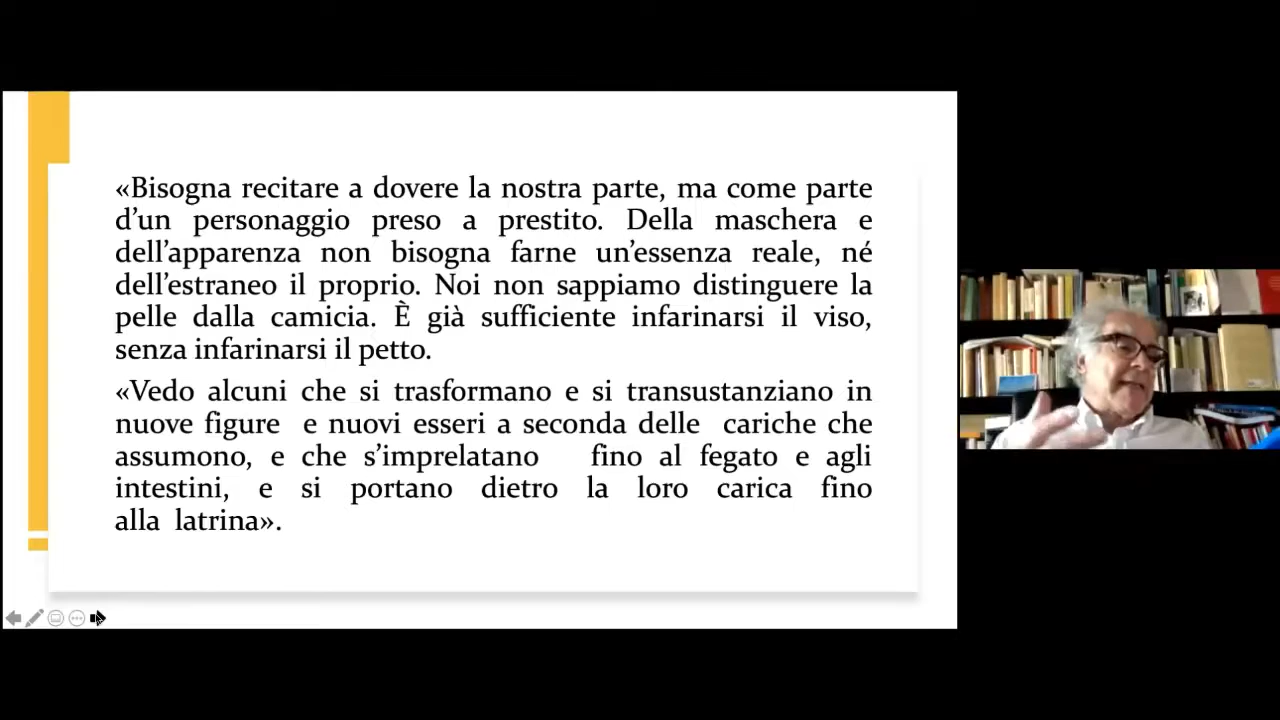 «Bisogna recitare a dovere la nostra parte, ma come parte
d’un personaggio preso a prestito. Della maschera e
dell’apparenza non bisogna farne un’essenza reale, né
dell’estraneo il proprio. Noi non sappiamo distinguere la
pelle dalla camicia. È già sufficiente infarinarsi il viso,
senza infarinarsi il petto.
«Vedo alcuni che si trasformano e si transustanziano in
nuove figure e nuovi esseri a seconda delle cariche che
assumono, e che s’imprelatano fino al fegato e agli
intestini, e si portano dietro la loro carica fino
alla latrina».